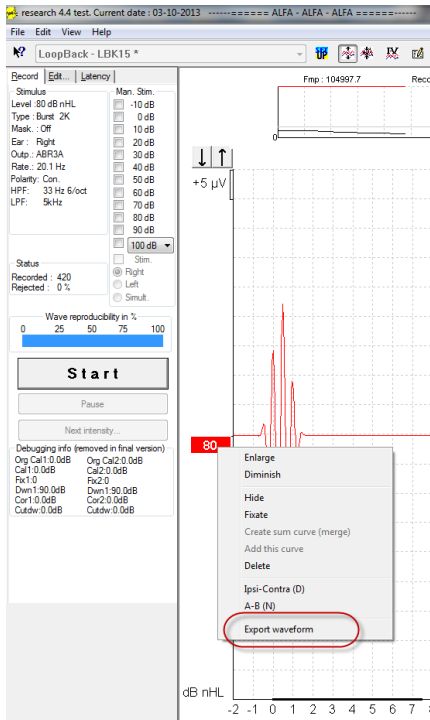 research 4.4 test. Current date : 03-10-2013 ------====== ALFA - ALFA - ALFA ======------
File Edit View Help
LoopBack - LBK15 *
UP
Record Edit... Latency
Stimulus
Level :80 dB nHL
Type : Burst 2K
Mask. : Off
Ear : Right
Outp.: ABR3A
Rate.: 20.1 Hz
Polarity: Con.
HPF: 33 Hz 6/oct
LPF: 5kHz
Man. Stim.
-10 dB
0 dB
10 dB
20 dB
30 dB
40 dB
50 dB
60 dB
70 dB
80 dB
90 dB
100 dB
Stim.
Right
Left
Simult.
Status
Recorded : 420
Rejected : 0 %
Wave reproducibility in %
0 25 50 75 100
Start
Pause
Next intensity...
Debugging info (removed in final version)
Org Cal1:0.0dB Org Cal2:0.0dB
Cal1:0.0dB Cal2:0.0dB
Fix1:0 Fix2:0
Dwn1:90.0dB Dwn1:90.0dB
Cor1:0.0dB Cor2:0.0dB
Cutdw:0.0dB Cutdw:0.0dB
Fmp : 104997.7 Reco
0
+5 µV
80
Enlarge
Diminish
Hide
Fixate
Create sum curve (merge)
Add this curve
Delete
Ipsi-Contra (D)
A-B (N)
Export waveform
dB nHL
-2 -1 0 1 2 3 4 5 6 7